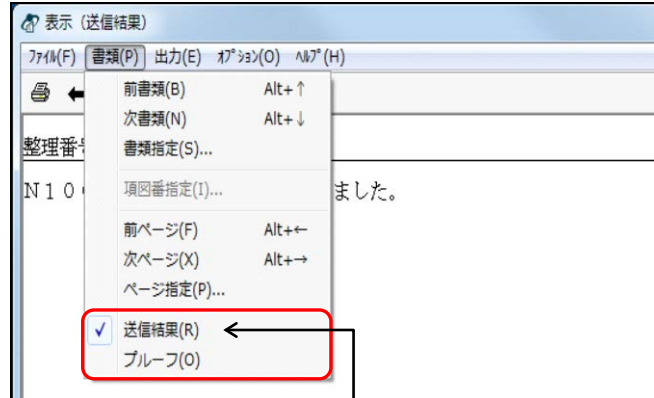 表示（送信結果）
ﾌｧｲﾙ(F) 書類(P) 出力(E) ｵﾌﾟｼｮﾝ(O) ﾍﾙﾌﾟ(H)
前書類(B) Alt+↑
次書類(N) Alt+↓
整理番号
書類指定(S)...
Ｎ１０
項図番指定(I)...
ました。
前ページ(F) Alt+←
次ページ(X) Alt+→
ページ指定(P)...
✓ 送信結果(R)
プルーフ(O)